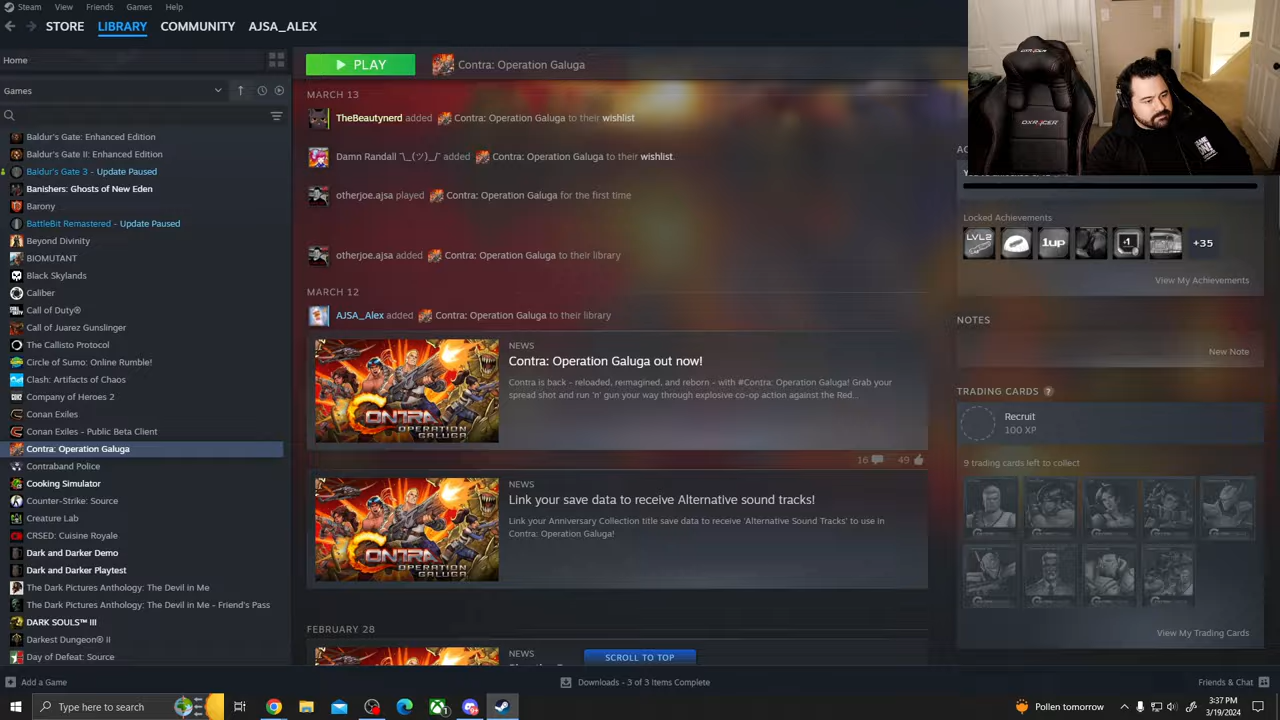 Steam View Friends Games Help
STORE LIBRARY COMMUNITY AJSA_ALEX
Home
Games
Baldur's Gate: Enhanced Edition
Baldur's Gate II: Enhanced Edition
Baldur's Gate 3 - Update Paused
Banishers: Ghosts of New Eden
Barony
BattleBit Remastered - Update Paused
Beyond Divinity
BIOMUTANT
Black Skylands
Caliber
Call of Duty®
Call of Juarez Gunslinger
The Callisto Protocol
Circle of Sumo: Online Rumble!
Clash: Artifacts of Chaos
Company of Heroes 2
Conan Exiles
Conan Exiles - Public Beta Client
Contra: Operation Galuga
Contraband Police
Cooking Simulator
Counter-Strike: Source
Creature Lab
CRSED: Cuisine Royale
Dark and Darker Demo
Dark and Darker Playtest
The Dark Pictures Anthology: The Devil in Me
The Dark Pictures Anthology: The Devil in Me - Friend's Pass
DARK SOULS™ III
Darkest Dungeon® II
Day of Defeat: Source
PLAY Contra: Operation Galuga
MARCH 13
TheBeautynerd added Contra: Operation Galuga to their wishlist
Damn Randall ¯\_(ツ)_/¯ added Contra: Operation Galuga to their wishlist.
otherjoe.ajsa played Contra: Operation Galuga for the first time
otherjoe.ajsa added Contra: Operation Galuga to their library
MARCH 12
AJSA_Alex added Contra: Operation Galuga to their library
CONTRA
OPERATION
GALUGA
NEWS
Contra: Operation Galuga out now!
Contra is back - reloaded, reimagined, and reborn - with #Contra: Operation Galuga! Grab your
spread shot and run 'n' gun your way through explosive co-op action against the Red...
16 49
CONTRA
OPERATION
GALUGA
NEWS
Link your save data to receive Alternative sound tracks!
Link your Anniversary Collection title save data to receive 'Alternative Sound Tracks' to use in
Contra: Operation Galuga!
FEBRUARY 28
NEWS
SCROLL TO TOP
DXRACER
DXRACER
Locked Achievements
LVL2 1up +1 +35
View My Achievements
NOTES
New Note
TRADING CARDS ?
Recruit
100 XP
9 trading cards left to collect
View My Trading Cards
Add a Game Downloads - 3 of 3 Items Complete Friends & Chat
Type here to search
Pollen tomorrow
3:37 PM
3/19/2024